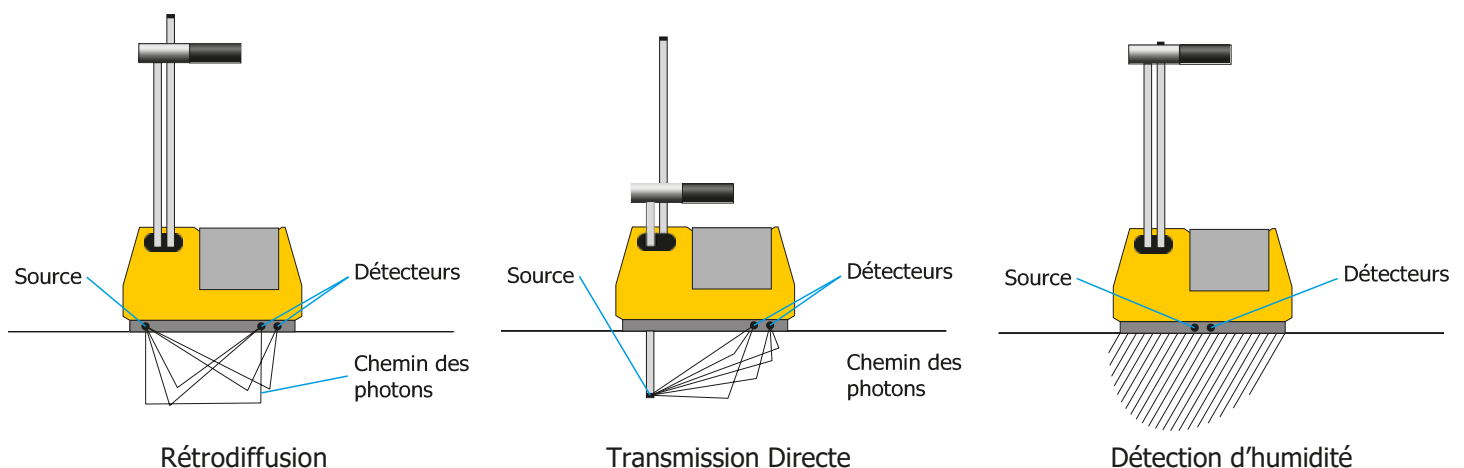 Source
Détecteurs
Chemin des
photons
Rétrodiffusion
Source
Détecteurs
Chemin des
photons
Transmission Directe
Source
Détecteurs
Détection d’humidité